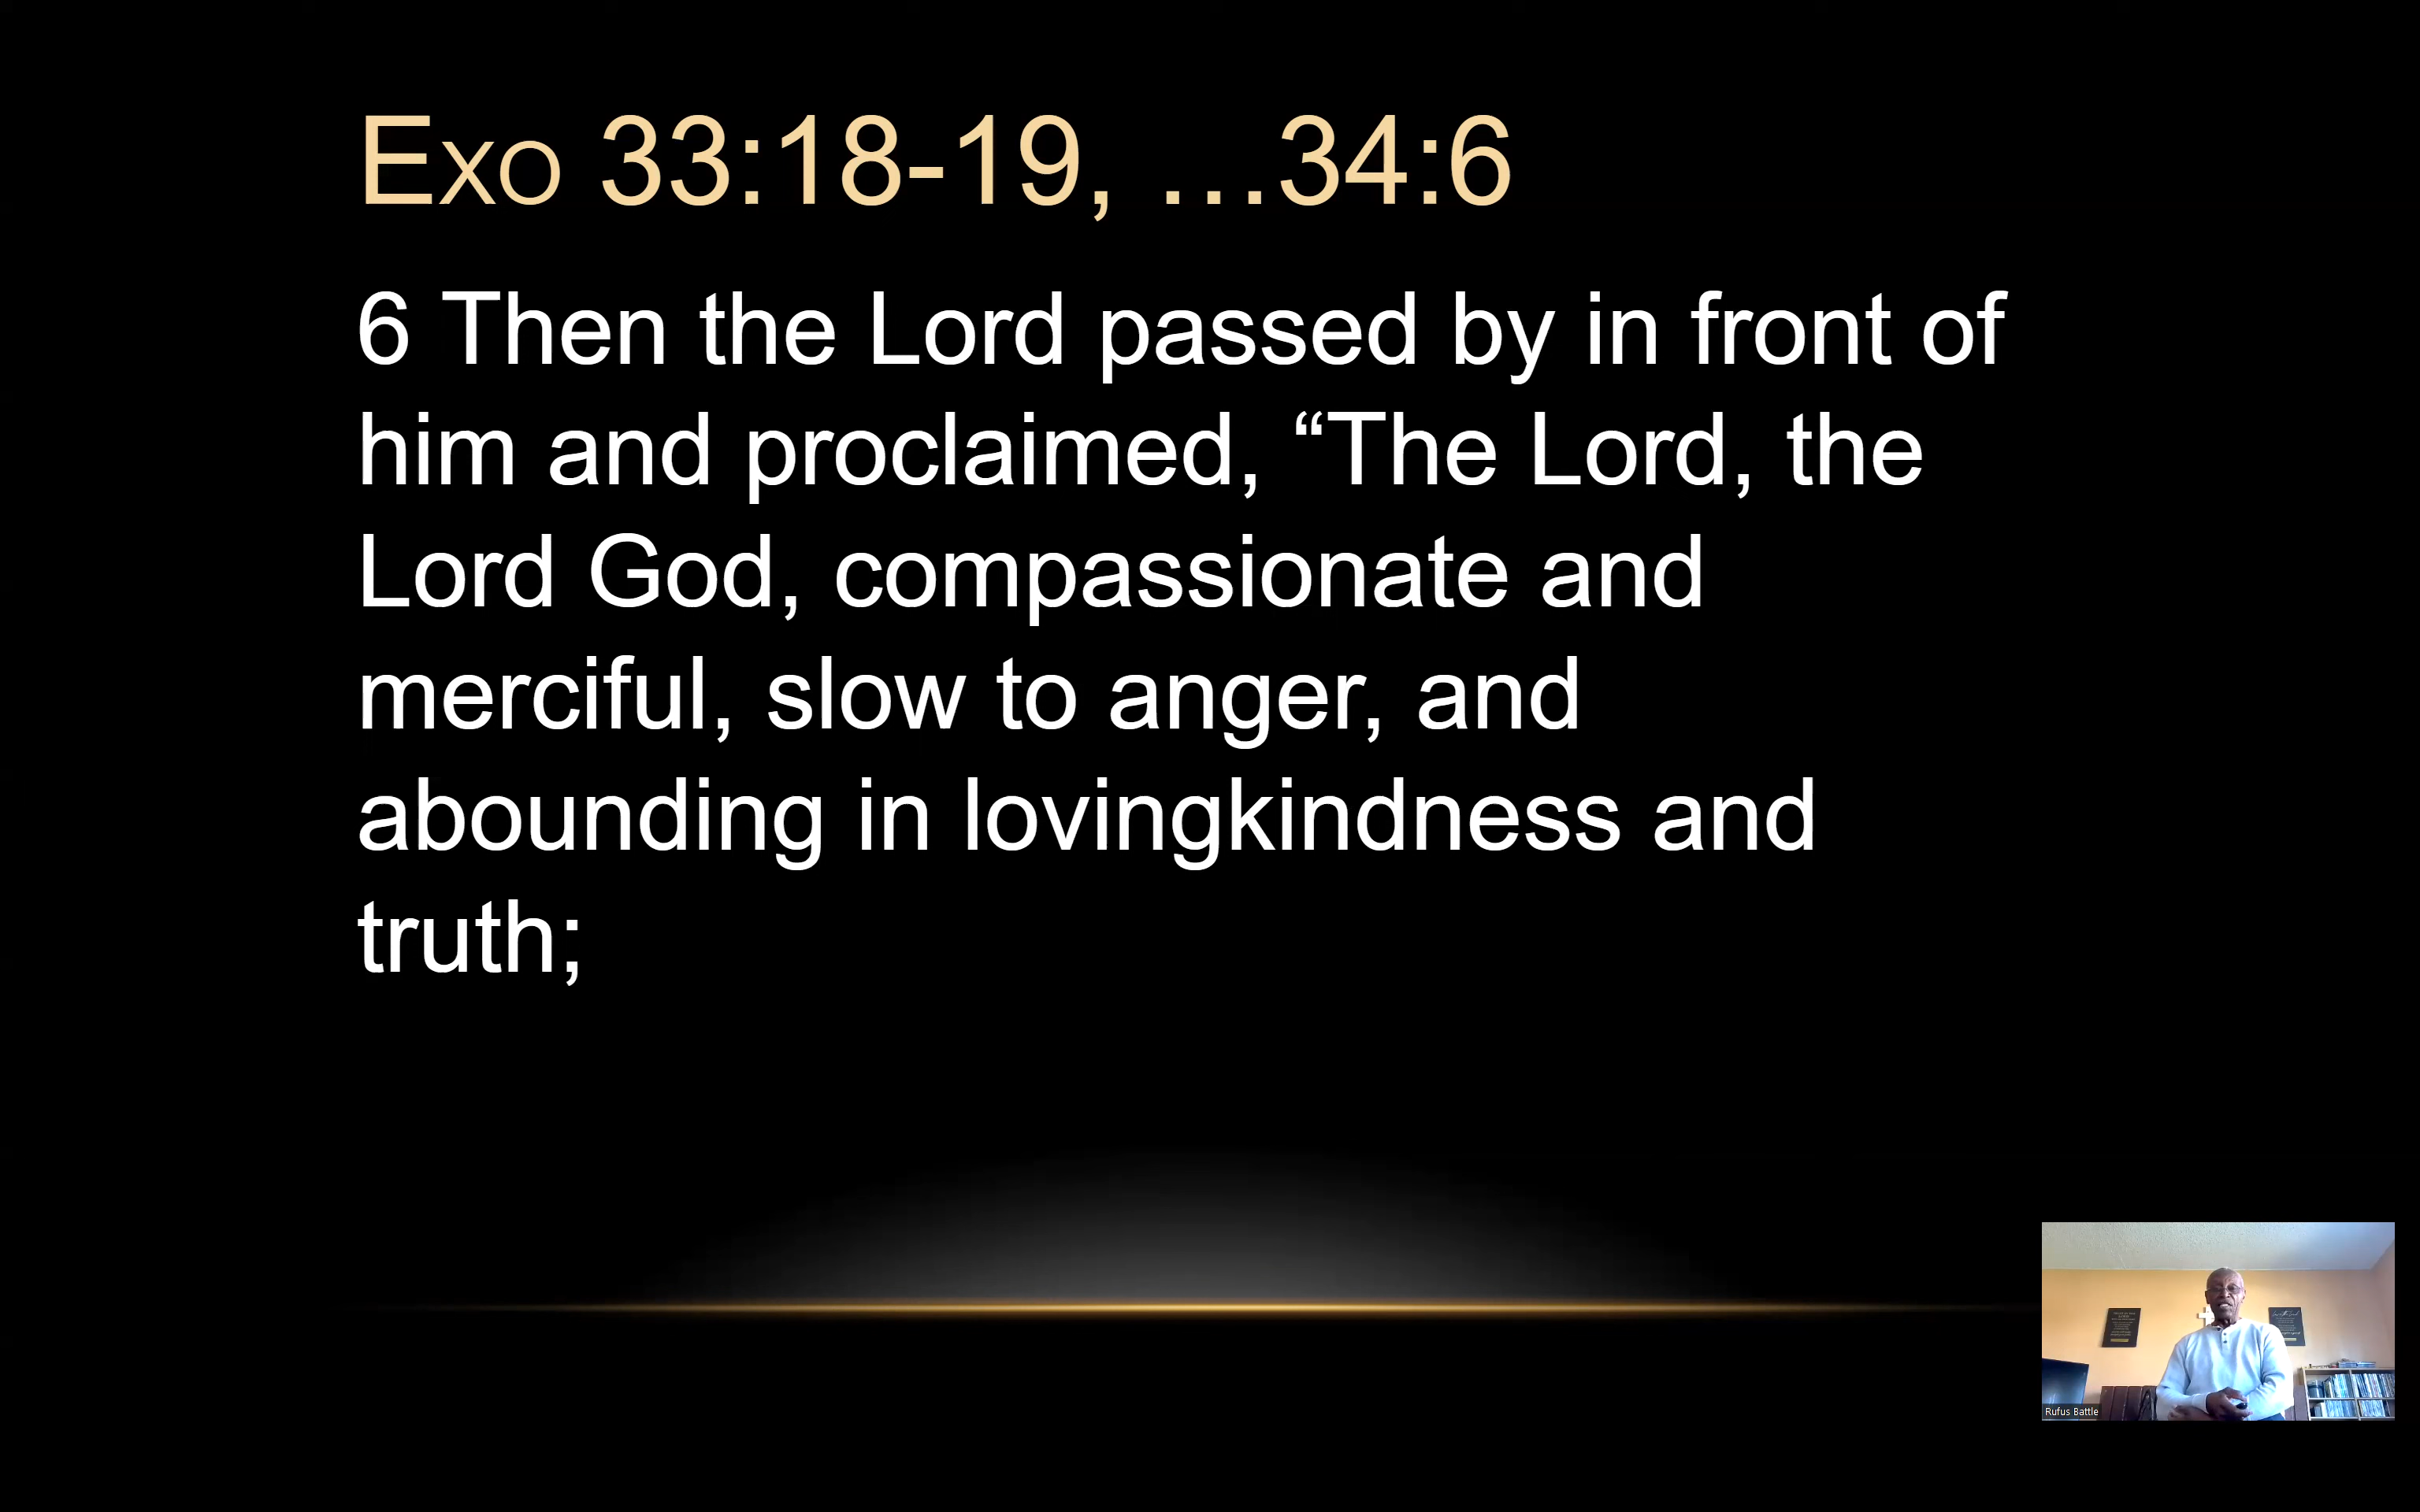 Exo 33:18-19, …34:6
6 Then the Lord passed by in front of
him and proclaimed, “The Lord, the
Lord God, compassionate and
merciful, slow to anger, and
abounding in lovingkindness and
truth;
Rufus Battle